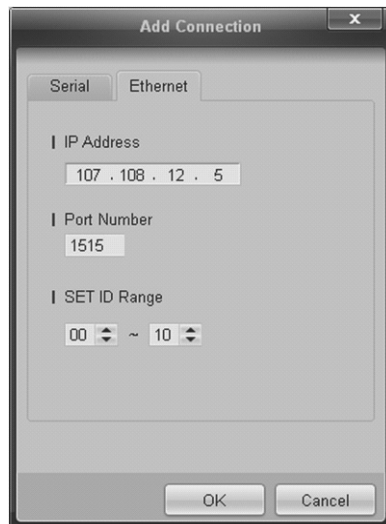 Add Connection
x
Serial Ethernet
IP Address
107 . 108 . 12 . 5
Port Number
1515
SET ID Range
00 ~ 10
OK Cancel